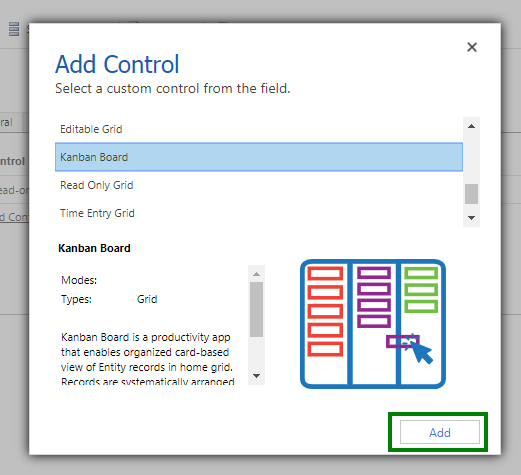 Add Control
Select a custom control from the field.
Editable Grid
Kanban Board
Read Only Grid
Time Entry Grid
Kanban Board
Modes:
Types: Grid
Kanban Board is a productivity app
that enables organized card-based
view of Entity records in home grid.
Records are systematically arranged
Add